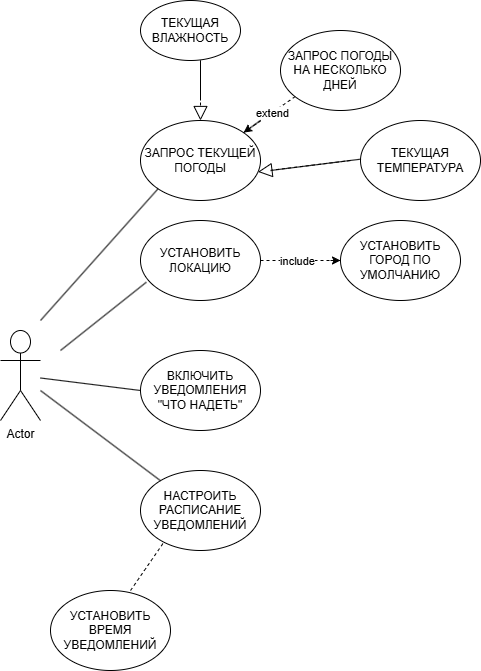 ТЕКУЩАЯ
ВЛАЖНОСТЬ
ЗАПРОС ПОГОДЫ
НА НЕСКОЛЬКО
ДНЕЙ
extend
ЗАПРОС ТЕКУЩЕЙ
ПОГОДЫ
ТЕКУЩАЯ
ТЕМПЕРАТУРА
УСТАНОВИТЬ
ЛОКАЦИЮ
include
УСТАНОВИТЬ
ГОРОД ПО
УМОЛЧАНИЮ
Actor
ВКЛЮЧИТЬ
УВЕДОМЛЕНИЯ
"ЧТО НАДЕТЬ"
НАСТРОИТЬ
РАСПИСАНИЕ
УВЕДОМЛЕНИЙ
УСТАНОВИТЬ
ВРЕМЯ
УВЕДОМЛЕНИЙ